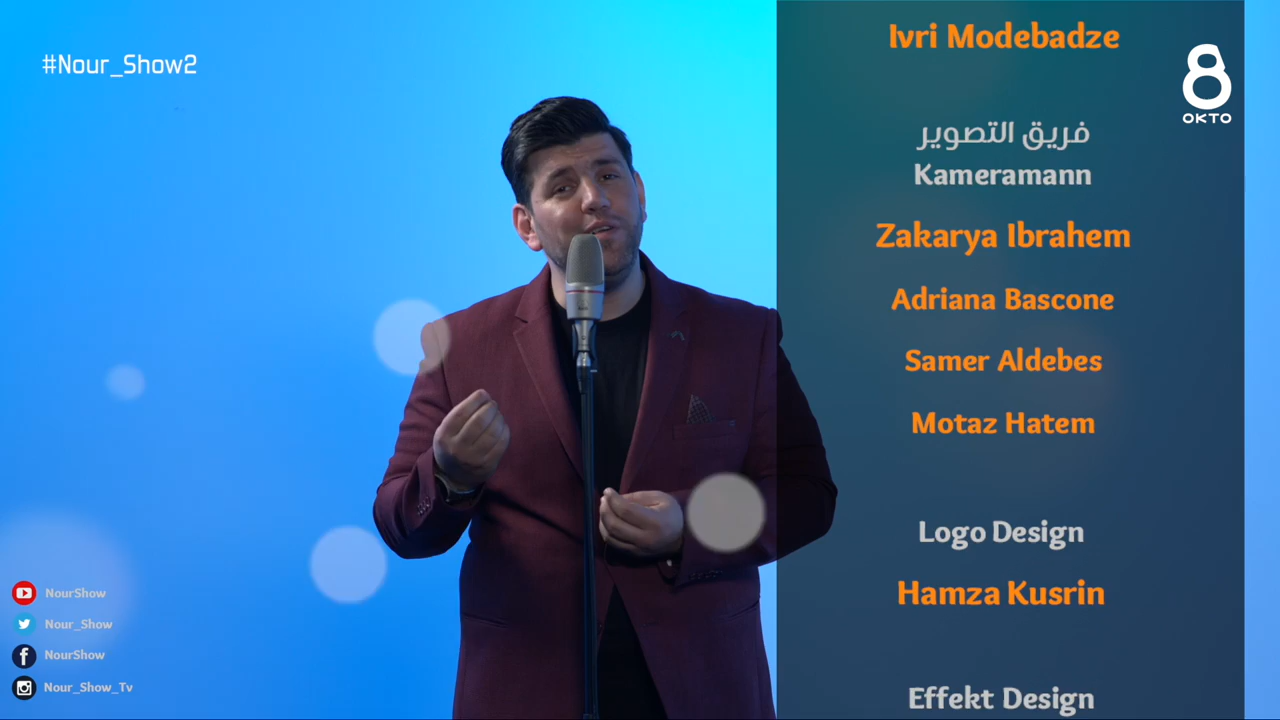 #Nour_Show2
Ivri Modebadze
8
OKTO
فريق التصوير
Kameramann
Zakarya Ibrahem
Adriana Bascone
Samer Aldebes
Motaz Hatem
Logo Design
Hamza Kusrin
Effekt Design
NourShow
Nour_Show
NourShow
Nour_Show_Tv